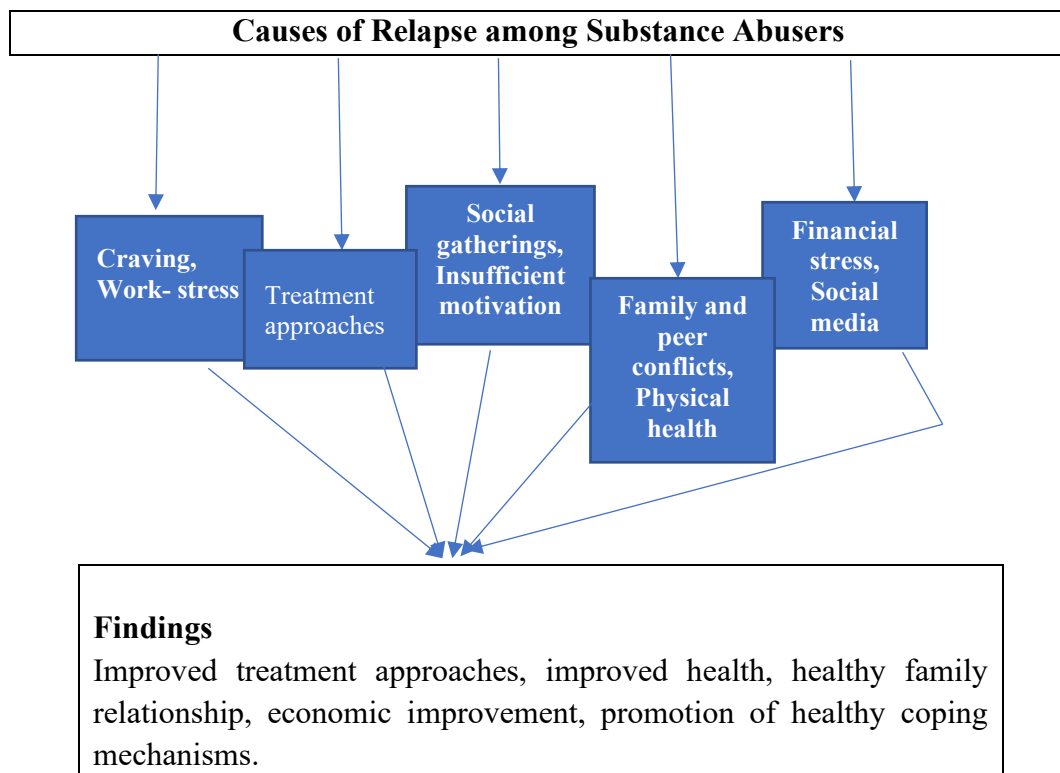 Causes of Relapse among Substance Abusers
Craving,
Work- stress
Treatment
approaches
Social
gatherings,
Insufficient
motivation
Family and
peer
conflicts,
Physical
health
Financial
stress,
Social
media
Findings
Improved treatment approaches, improved health, healthy family
relationship, economic improvement, promotion of healthy coping
mechanisms.